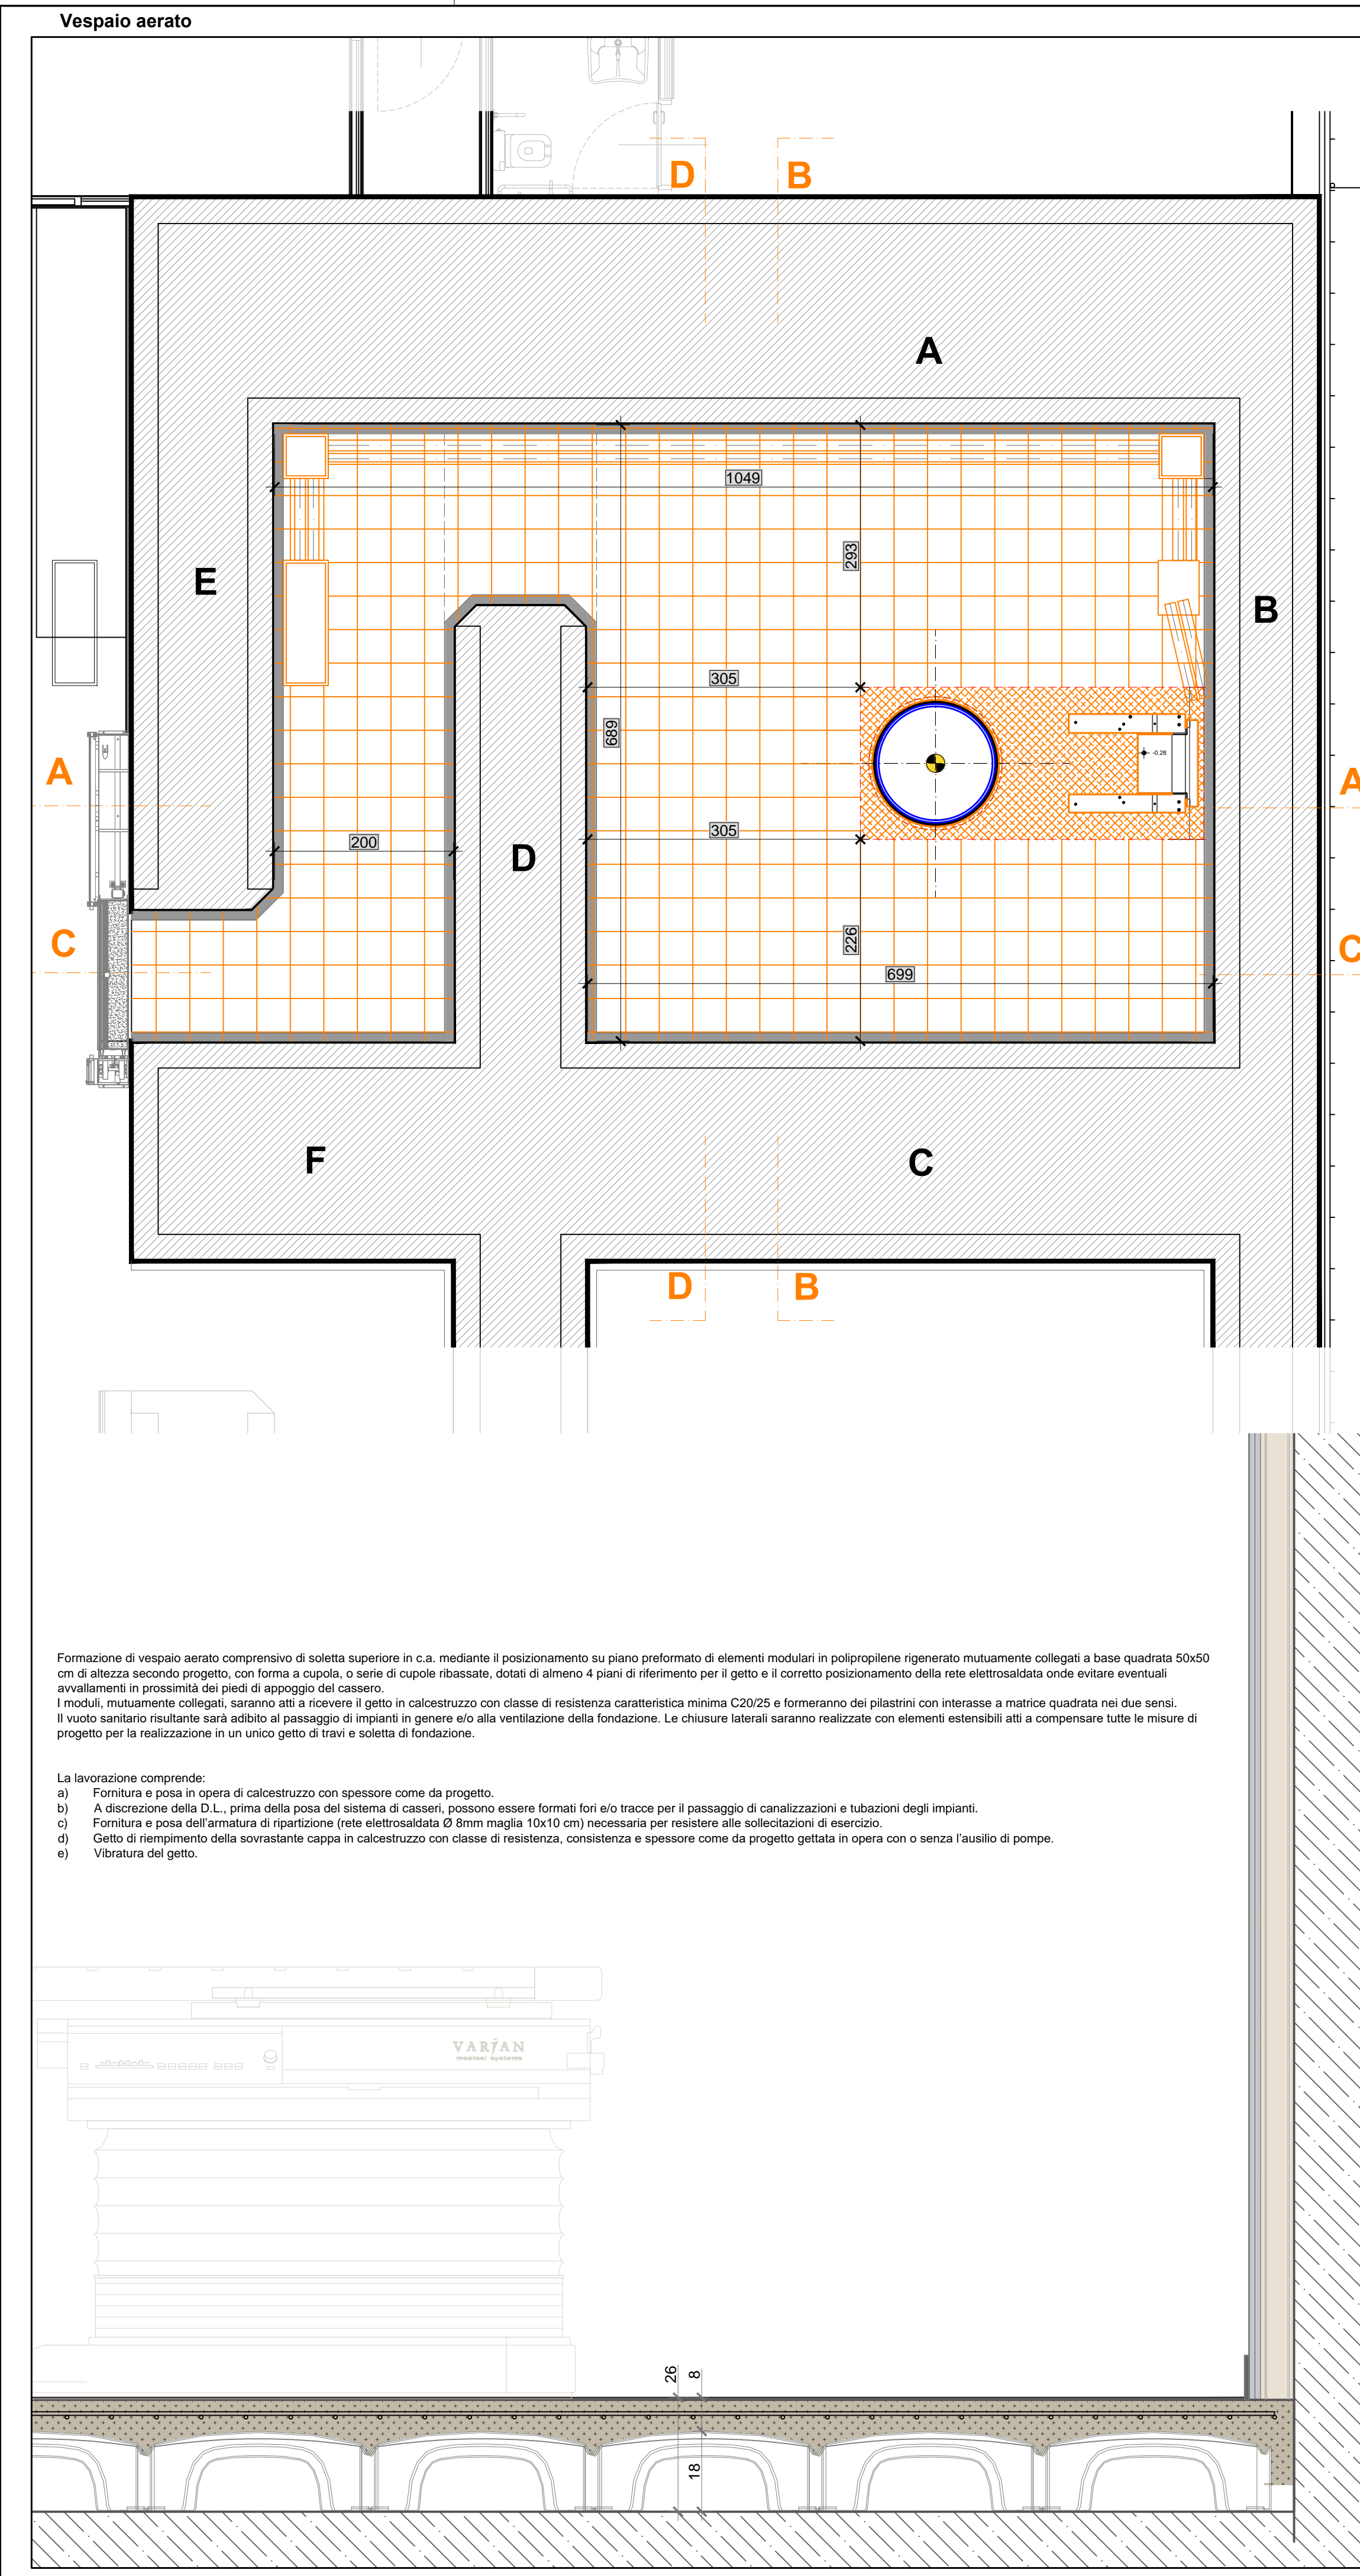 Vespaio aerato
D
B
A
1049
293
E
B
305
689
-0.28
A
A
305
200
D
226
C
C
699
F
C
D
B
Formazione di vespaio aerato comprensivo di soletta superiore in c.a. mediante il posizionamento su piano preformato di elementi modulari in polipropilene rigenerato mutuamente collegati a base quadrata 50x50
cm di altezza secondo progetto, con forma a cupola, o serie di cupole ribassate, dotati di almeno 4 piani di riferimento per il getto e il corretto posizionamento della rete elettrosaldata onde evitare eventuali
avvallamenti in prossimità dei piedi di appoggio del cassero.
I moduli, mutuamente collegati, saranno atti a ricevere il getto in calcestruzzo con classe di resistenza caratteristica minima C20/25 e formeranno dei pilastrini con interasse a matrice quadrata nei due sensi.
Il vuoto sanitario risultante sarà adibito al passaggio di impianti in genere e/o alla ventilazione della fondazione. Le chiusure laterali saranno realizzate con elementi estensibili atti a compensare tutte le misure di
progetto per la realizzazione in un unico getto di travi e soletta di fondazione.
La lavorazione comprende:
a) Fornitura e posa in opera di calcestruzzo con spessore come da progetto.
b) A discrezione della D.L., prima della posa del sistema di casseri, possono essere formati fori e/o tracce per il passaggio di canalizzazioni e tubazioni degli impianti.
c) Fornitura e posa dell'armatura di ripartizione (rete elettrosaldata Ø 8mm maglia 10x10 cm) necessaria per resistere alle sollecitazioni di esercizio.
d) Getto di riempimento della sovrastante cappa in calcestruzzo con classe di resistenza, consistenza e spessore come da progetto gettata in opera con o senza l'ausilio di pompe.
e) Vibratura del getto.
VARIAN
medical systems
26
8
18